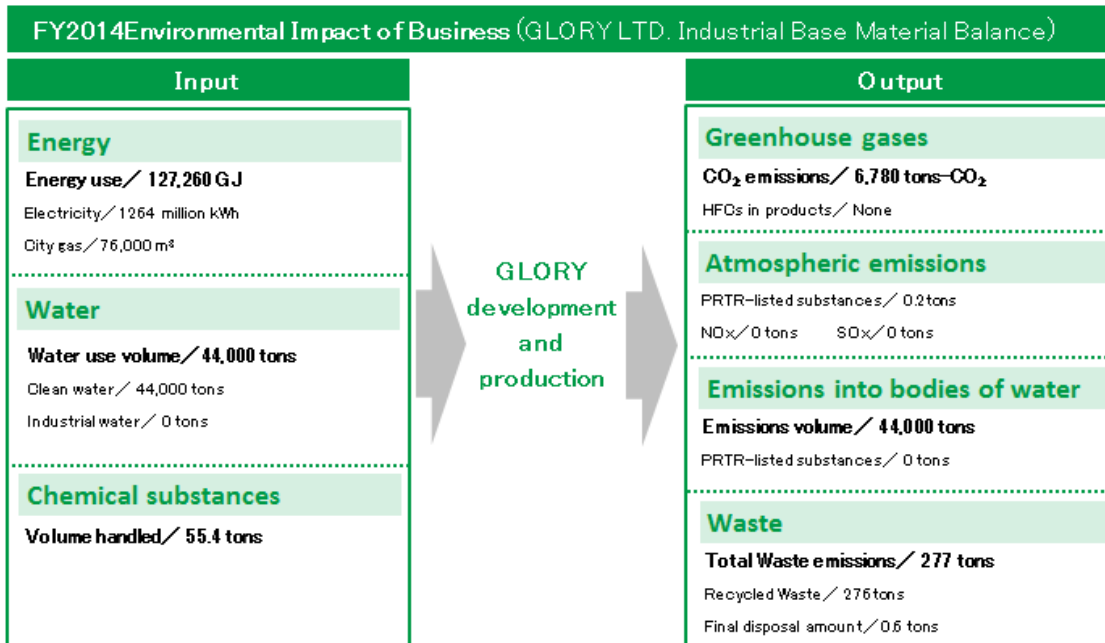 FY2014Environmental Impact of Business (GLORY LTD. Industrial Base Material Balance)
Input
Energy
Energy use／ 127,260 GJ
Electricity／1264 million kWh
City gas／76,000 m³
Water
Water use volume／44,000 tons
Clean water／ 44,000 tons
Industrial water／ 0 tons
Chemical substances
Volume handled／ 55.4 tons
GLORY
development
and
production
Output
Greenhouse gases
CO₂ emissions／ 6,780 tons-CO₂
HFCs in products／ None
Atmospheric emissions
PRTR-listed substances／ 0.2tons
NOx／0 tons SOx／0 tons
Emissions into bodies of water
Emissions volume／ 44,000 tons
PRTR-listed substances／ 0 tons
Waste
Total Waste emissions／ 277 tons
Recycled Waste／ 276 tons
Final disposal amount／0.6 tons